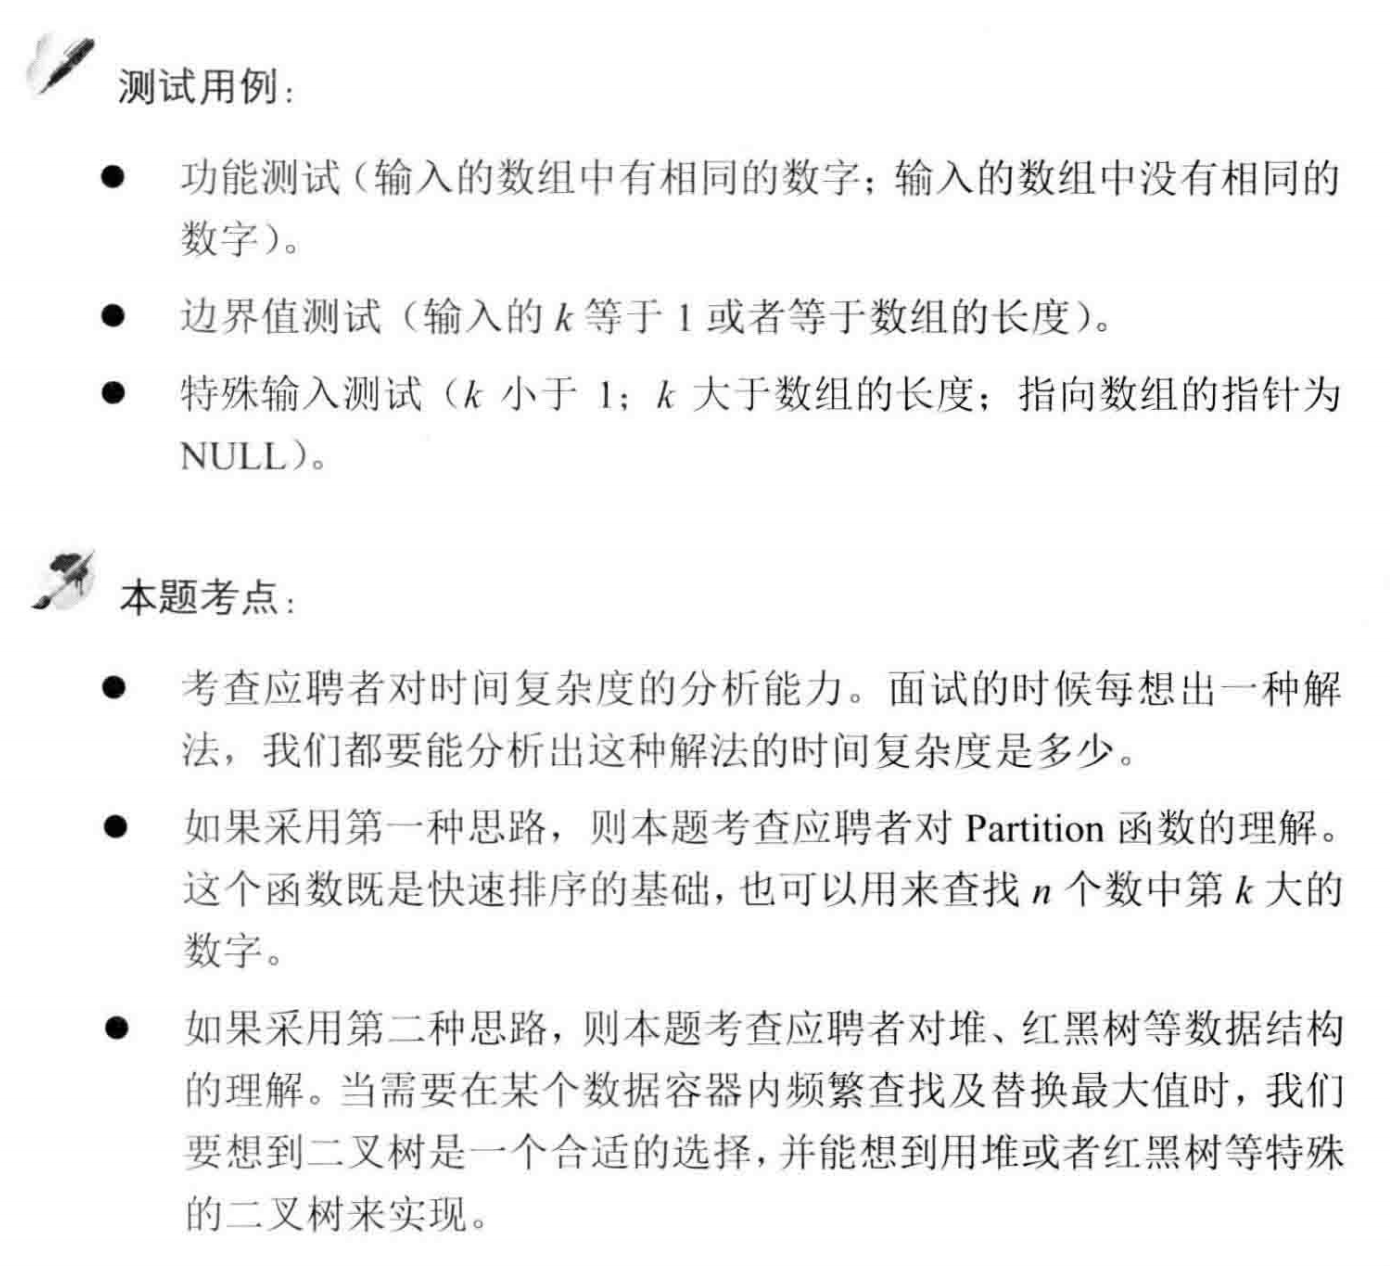 测试用例：
● 功能测试（输入的数组中有相同的数字；输入的数组中没有相同的
数字）。
● 边界值测试（输入的 k 等于 1 或者等于数组的长度）。
● 特殊输入测试（k 小于 1；k 大于数组的长度；指向数组的指针为
NULL）。
本题考点：
● 考查应聘者对时间复杂度的分析能力。面试的时候每想出一种解
法，我们都要能分析出这种解法的时间复杂度是多少。
● 如果采用第一种思路，则本题考查应聘者对 Partition 函数的理解。
这个函数既是快速排序的基础，也可以用来查找 n 个数中第 k 大的
数字。
● 如果采用第二种思路，则本题考查应聘者对堆、红黑树等数据结构
的理解。当需要在某个数据容器内频繁查找及替换最大值时，我们
要想到二叉树是一个合适的选择，并能想到用堆或者红黑树等特殊
的二叉树来实现。